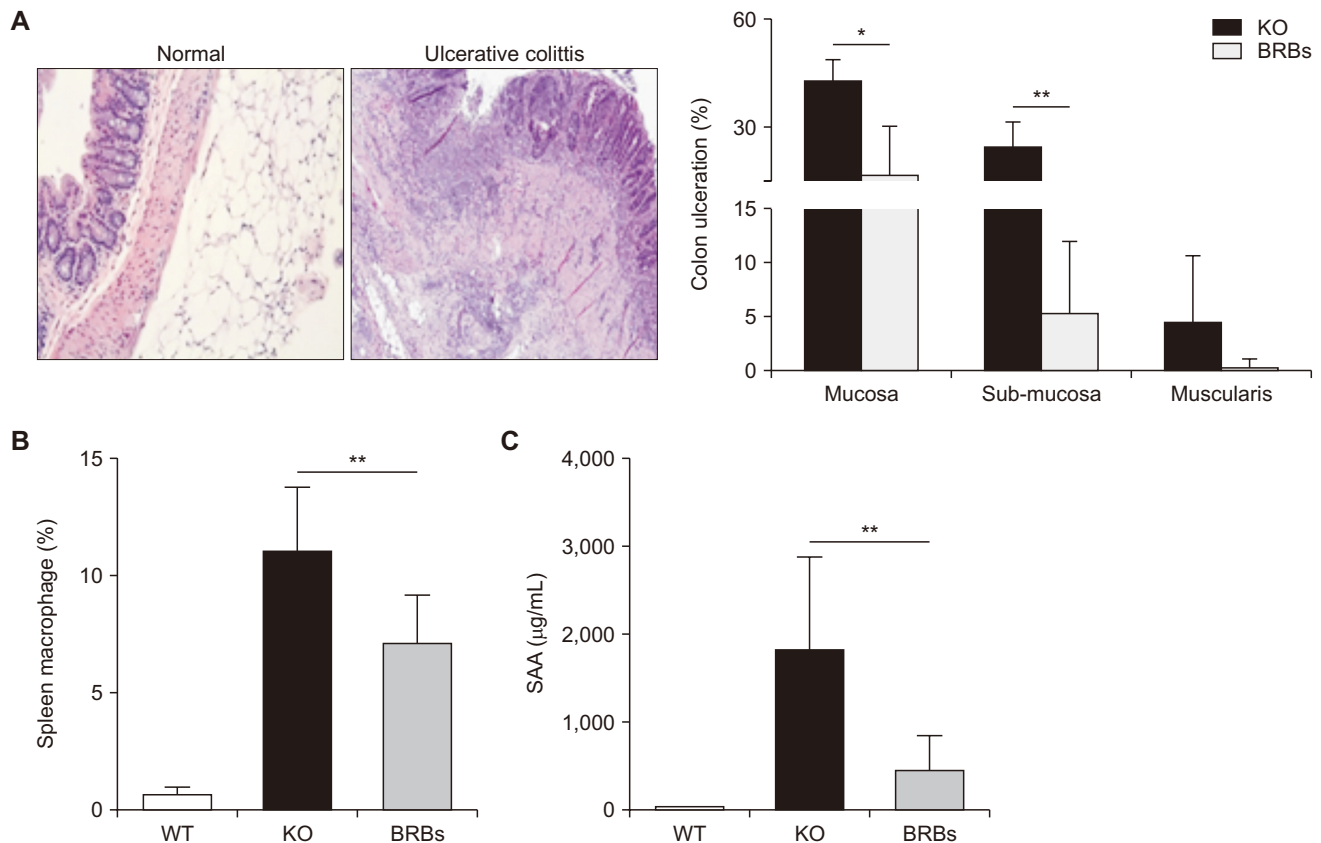 A
Normal
Ulcerative colittis
Colon ulceration (%)
60
30
15
10
5
0
*
**
KO
BRBs
Mucosa
Sub-mucosa
Muscularis
B
Spleen macrophage (%)
15
10
5
0
**
WT
KO
BRBs
C
SAA (μg/mL)
4,000
3,000
2,000
1,000
0
**
WT
KO
BRBs